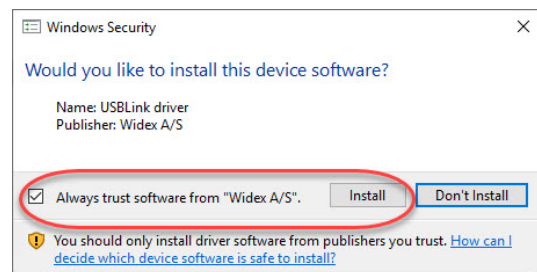 Windows Security
Would you like to install this device software?
Name: USBLink driver
Publisher: Widex A/S
Always trust software from "Widex A/S".
Install
Don't Install
You should only install driver software from publishers you trust. How can I
decide which device software is safe to install?